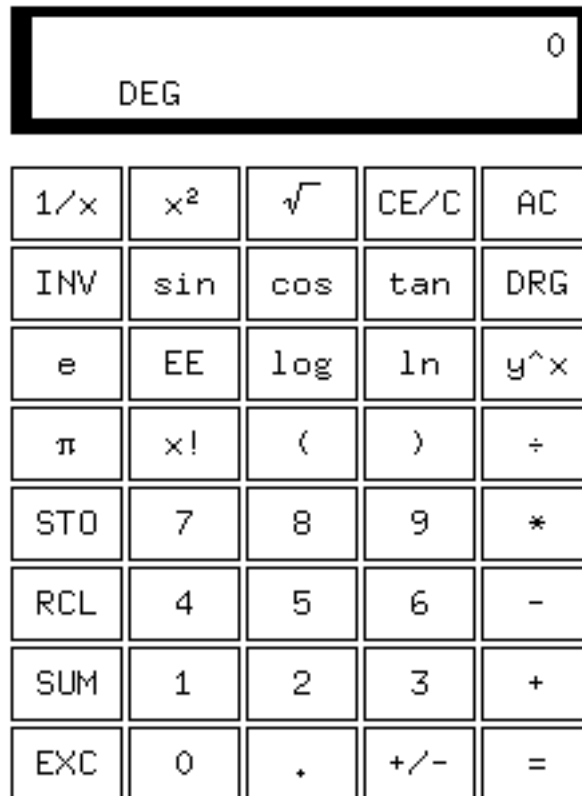 0
DEG
1/x x² √ CE/C AC
INV sin cos tan DRG
e EE log ln y^x
π x! ( ) ÷
STO 7 8 9 *
RCL 4 5 6 -
SUM 1 2 3 +
EXC 0 . +/- =